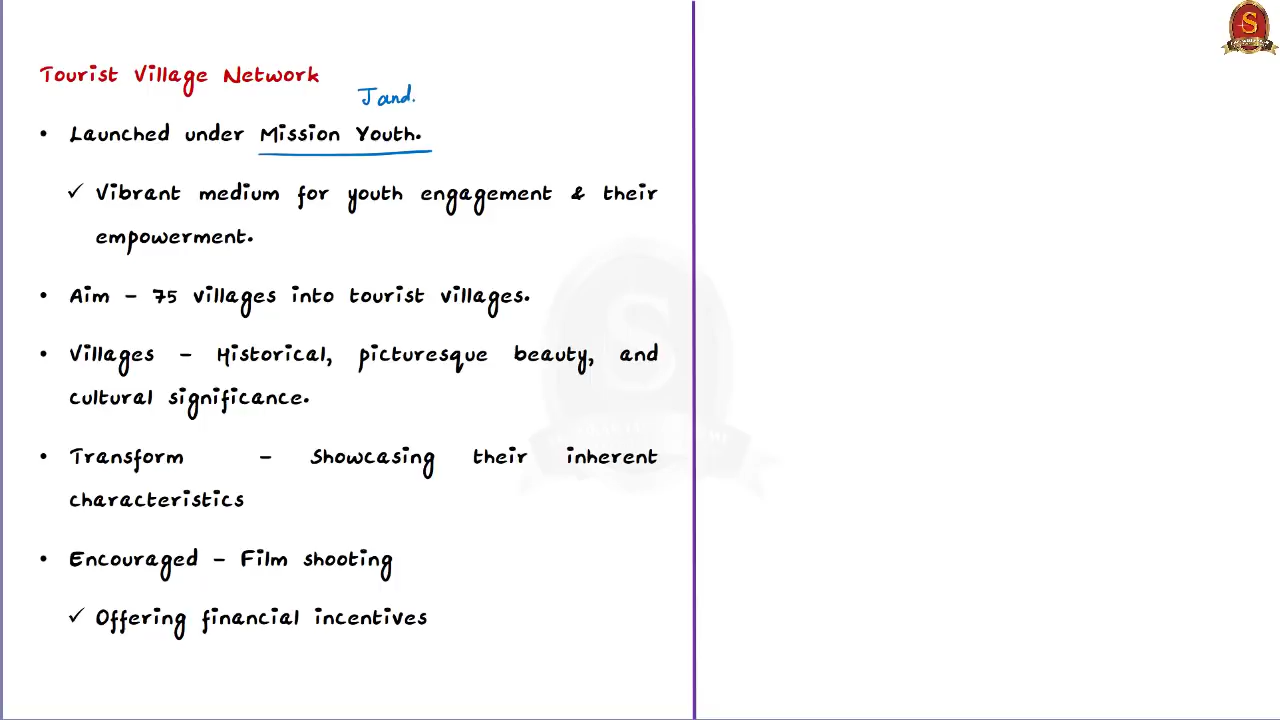 Tourist Village Network
Jand.
• Launched under Mission Youth.
✓ Vibrant medium for youth engagement & their
empowerment.
• Aim – 75 villages into tourist villages.
• Villages – Historical, picturesque beauty, and
cultural significance.
• Transform – Showcasing their inherent
characteristics
• Encouraged – Film shooting
✓ Offering financial incentives
S